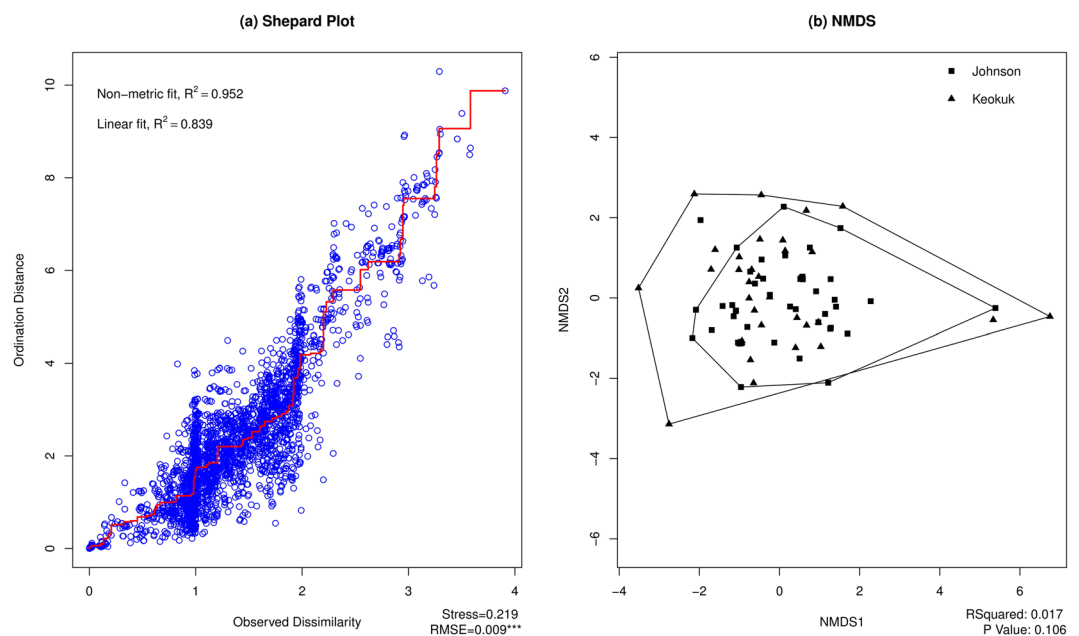 (a) Shepard Plot
Non−metric fit, R² = 0.952
Linear fit, R² = 0.839
Ordination Distance
0
2
4
6
8
10
0
1
2
3
4
Observed Dissimilarity
Stress=0.219
RMSE=0.009***
(b) NMDS
Johnson
Keokuk
NMDS2
6
4
2
0
−2
−4
−6
−4
−2
0
2
4
6
NMDS1
RSquared: 0.017
P Value: 0.106